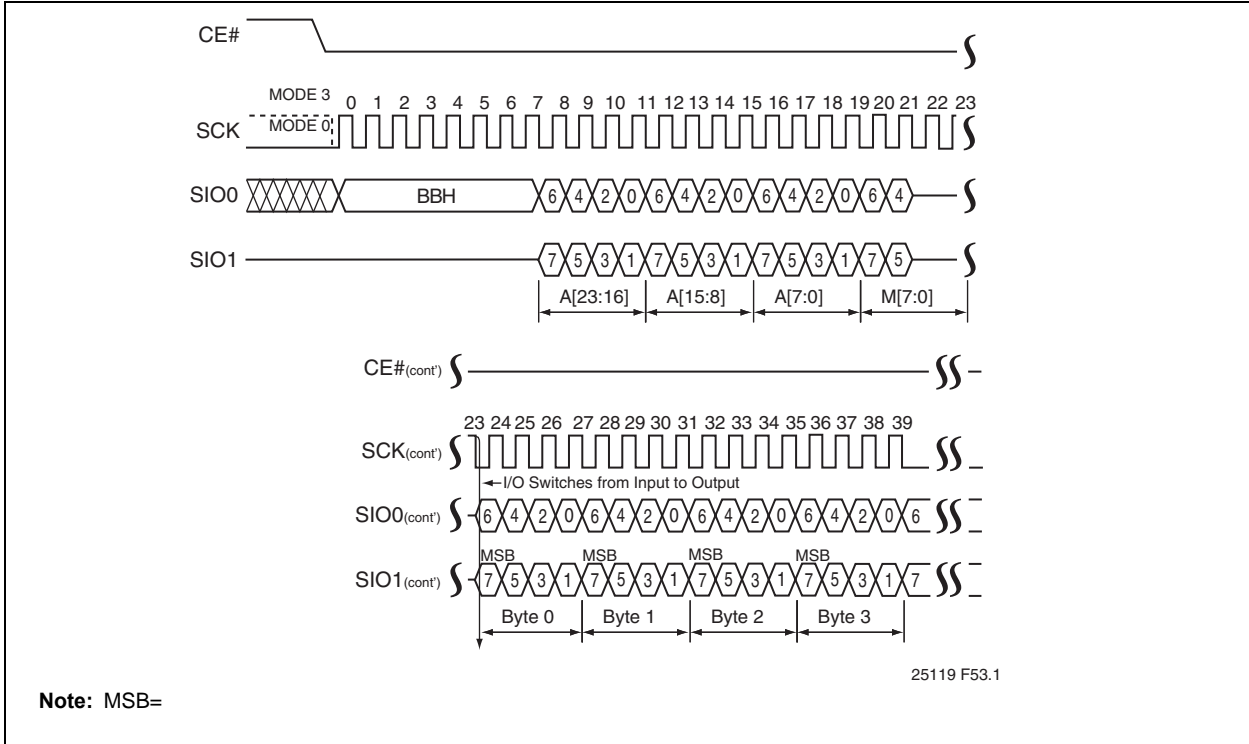 CE#
MODE 3
0 1 2 3 4 5 6 7 8 9 10 11 12 13 14 15 16 17 18 19 20 21 22 23
SCK
MODE 0
SIO0
BBH
6 4 2 0 6 4 2 0 6 4 2 0 6 4
SIO1
7 5 3 1 7 5 3 1 7 5 3 1 7 5
A[23:16] A[15:8] A[7:0] M[7:0]
CE#(cont')
23 24 25 26 27 28 29 30 31 32 33 34 35 36 37 38 39
SCK(cont')
I/O Switches from Input to Output
SIO0(cont')
6 4 2 0 6 4 2 0 6 4 2 0 6 4 2 0 6
MSB MSB MSB MSB
SIO1(cont')
7 5 3 1 7 5 3 1 7 5 3 1 7 5 3 1 7
Byte 0 Byte 1 Byte 2 Byte 3
25119 F53.1
Note: MSB=